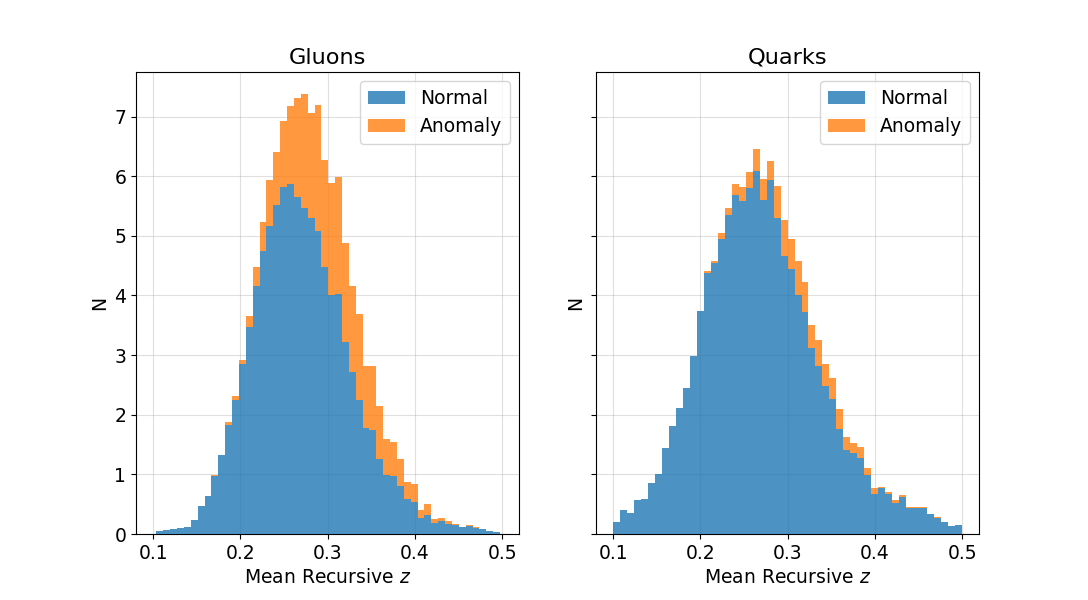 Gluons
Normal
Anomaly
N
7
6
5
4
3
2
1
0
0.1 0.2 0.3 0.4 0.5
Mean Recursive z
Quarks
Normal
Anomaly
N
0.1 0.2 0.3 0.4 0.5
Mean Recursive z